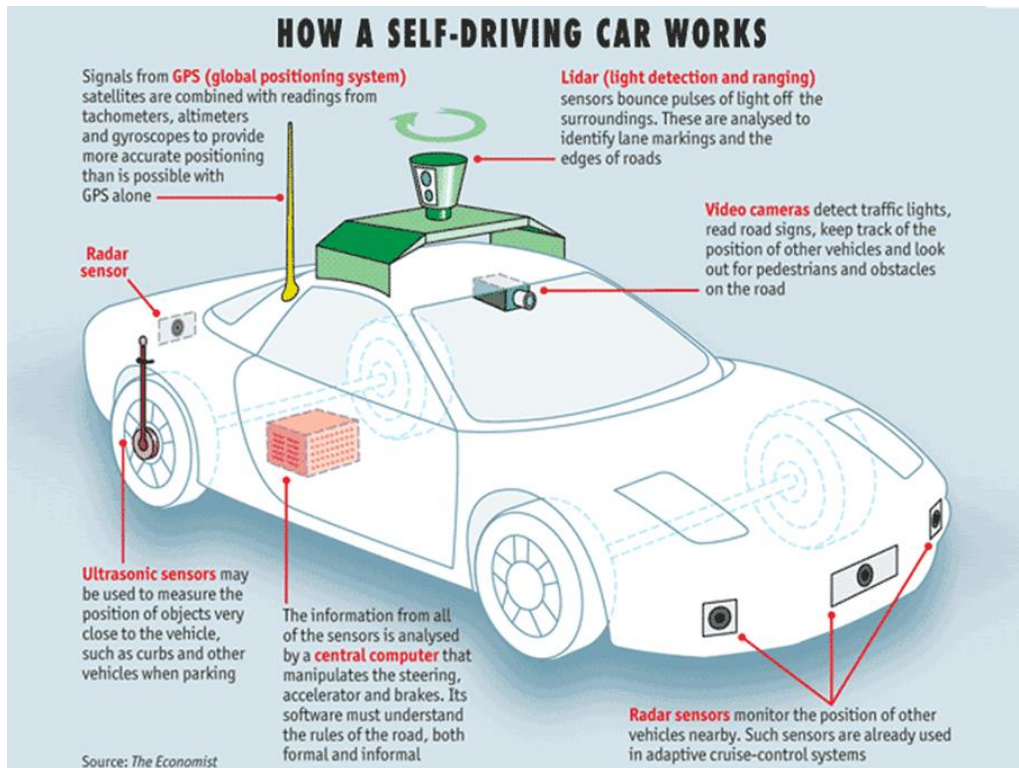 HOW A SELF-DRIVING CAR WORKS
Signals from GPS (global positioning system)
satellites are combined with readings from
tachometers, altimeters
and gyroscopes to provide
more accurate positioning
than is possible with
GPS alone
Lidar (light detection and ranging)
sensors bounce pulses of light off the
surroundings. These are analysed to
identify lane markings and the
edges of roads
Video cameras detect traffic lights,
read road signs, keep track of the
position of other vehicles and look
out for pedestrians and obstacles
on the road
Radar
sensor
Ultrasonic sensors may
be used to measure the
position of objects very
close to the vehicle,
such as curbs and other
vehicles when parking
The information from all
of the sensors is analysed
by a central computer that
manipulates the steering,
accelerator and brakes. Its
software must understand
the rules of the road, both
formal and informal
Radar sensors monitor the position of other
vehicles nearby. Such sensors are already used
in adaptive cruise-control systems
Source: The Economist